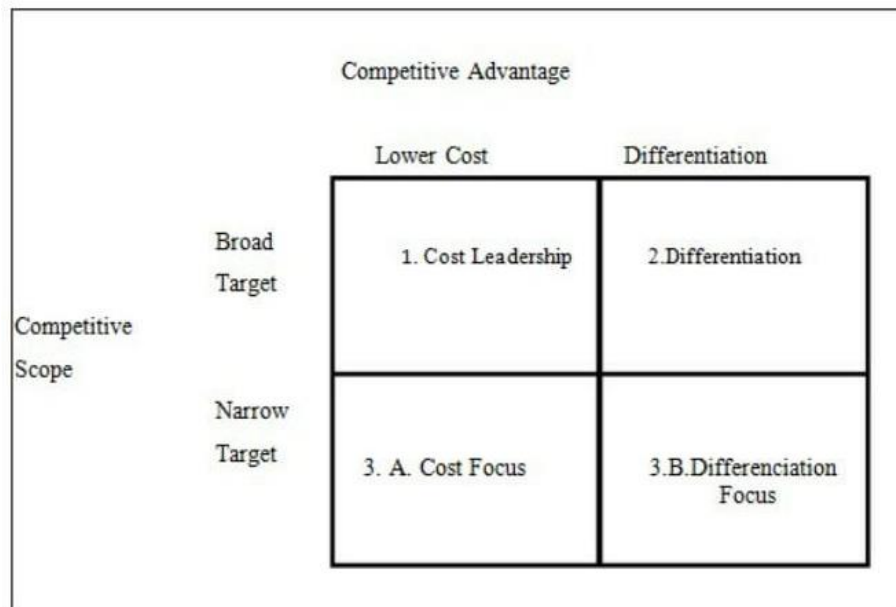 Competitive Advantage
Lower Cost
Differentiation
Broad
Target
1. Cost Leadership
2.Differentiation
Competitive
Scope
Narrow
Target
3. A. Cost Focus
3.B.Differenciation
Focus